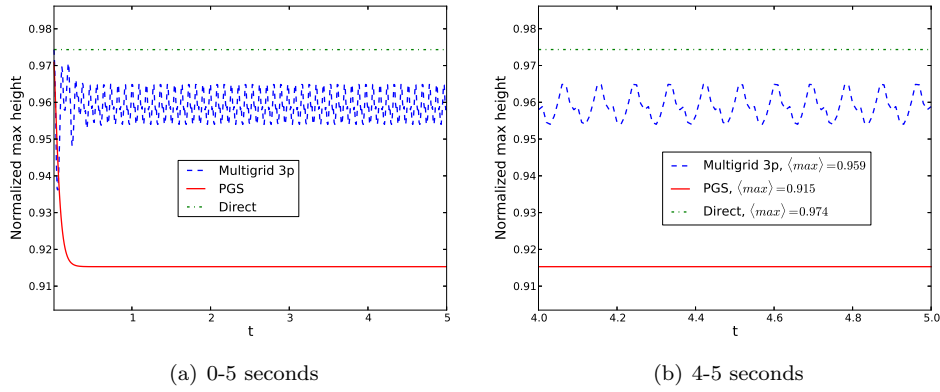 0.98
0.97
0.96
0.95
0.94
0.93
0.92
0.91
Normalized max height
Multigrid 3p
PGS
Direct
1 2 3 4 5
t
(a) 0-5 seconds
0.98
0.97
0.96
0.95
0.94
0.93
0.92
0.91
Normalized max height
Multigrid 3p, ⟨max⟩=0.959
PGS, ⟨max⟩=0.915
Direct, ⟨max⟩=0.974
4.0 4.2 4.4 4.6 4.8 5.0
t
(b) 4-5 seconds